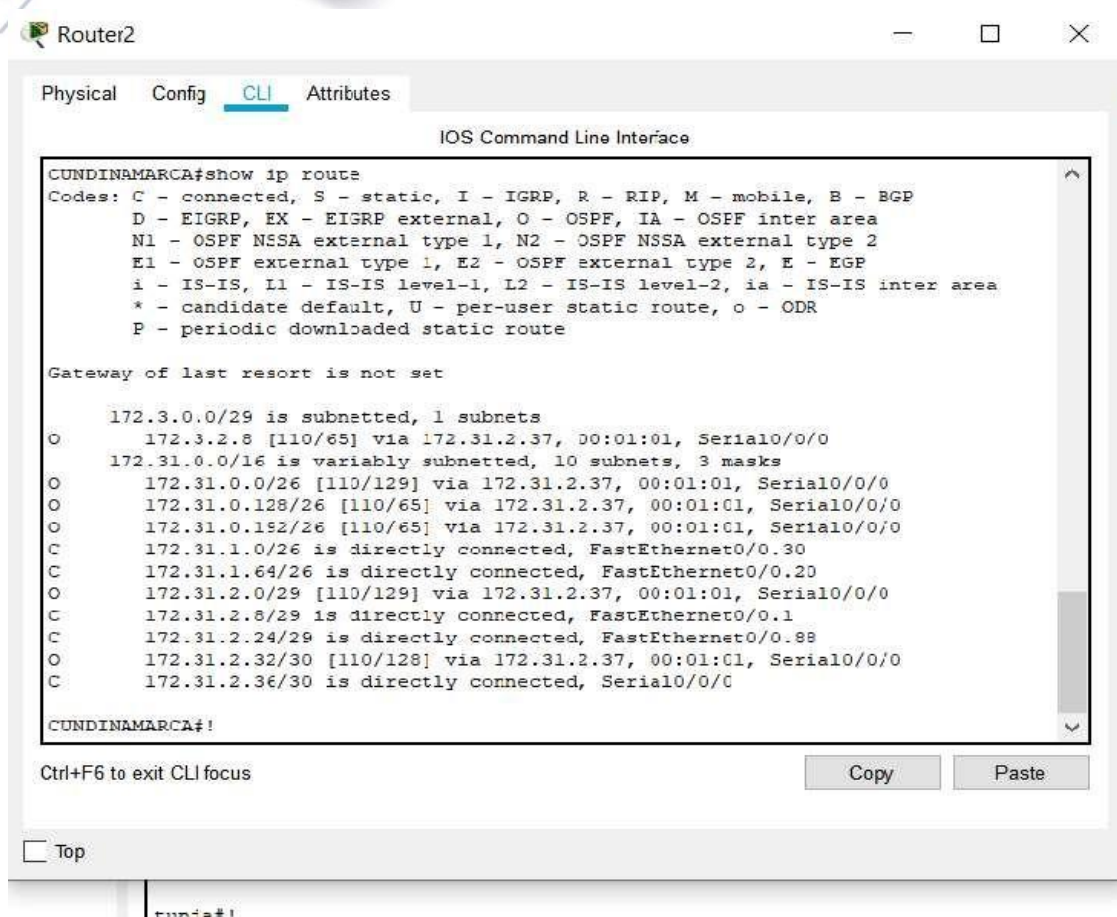 Router2
Physical Config CLI Attributes
IOS Command Line Interface
CUNDINAMARCA#show ip route
Codes: C - connected, S - static, I - IGRP, R - RIP, M - mobile, B - BGP
D - EIGRP, EX - EIGRP external, O - OSPF, IA - OSPF inter area
N1 - OSPF NSSA external type 1, N2 - OSPF NSSA external type 2
E1 - OSPF external type 1, E2 - OSPF external type 2, E - EGP
i - IS-IS, L1 - IS-IS level-1, L2 - IS-IS level-2, ia - IS-IS inter area
* - candidate default, U - per-user static route, o - ODR
P - periodic downloaded static route
Gateway of last resort is not set
172.3.0.0/29 is subnetted, 1 subnets
O 172.3.2.8 [110/65] via 172.31.2.37, 00:01:01, Serial0/0/0
172.31.0.0/16 is variably subnetted, 10 subnets, 3 masks
O 172.31.0.0/26 [110/129] via 172.31.2.37, 00:01:01, Serial0/0/0
O 172.31.0.128/26 [110/65] via 172.31.2.37, 00:01:01, Serial0/0/0
O 172.31.0.192/26 [110/65] via 172.31.2.37, 00:01:01, Serial0/0/0
C 172.31.1.0/26 is directly connected, FastEthernet0/0.30
C 172.31.1.64/26 is directly connected, FastEthernet0/0.20
O 172.31.2.0/29 [110/129] via 172.31.2.37, 00:01:01, Serial0/0/0
C 172.31.2.8/29 is directly connected, FastEthernet0/0.1
C 172.31.2.24/29 is directly connected, FastEthernet0/0.88
O 172.31.2.32/30 [110/128] via 172.31.2.37, 00:01:01, Serial0/0/0
C 172.31.2.36/30 is directly connected, Serial0/0/0
CUNDINAMARCA#!
Ctrl+F6 to exit CLI focus Copy Paste
Top